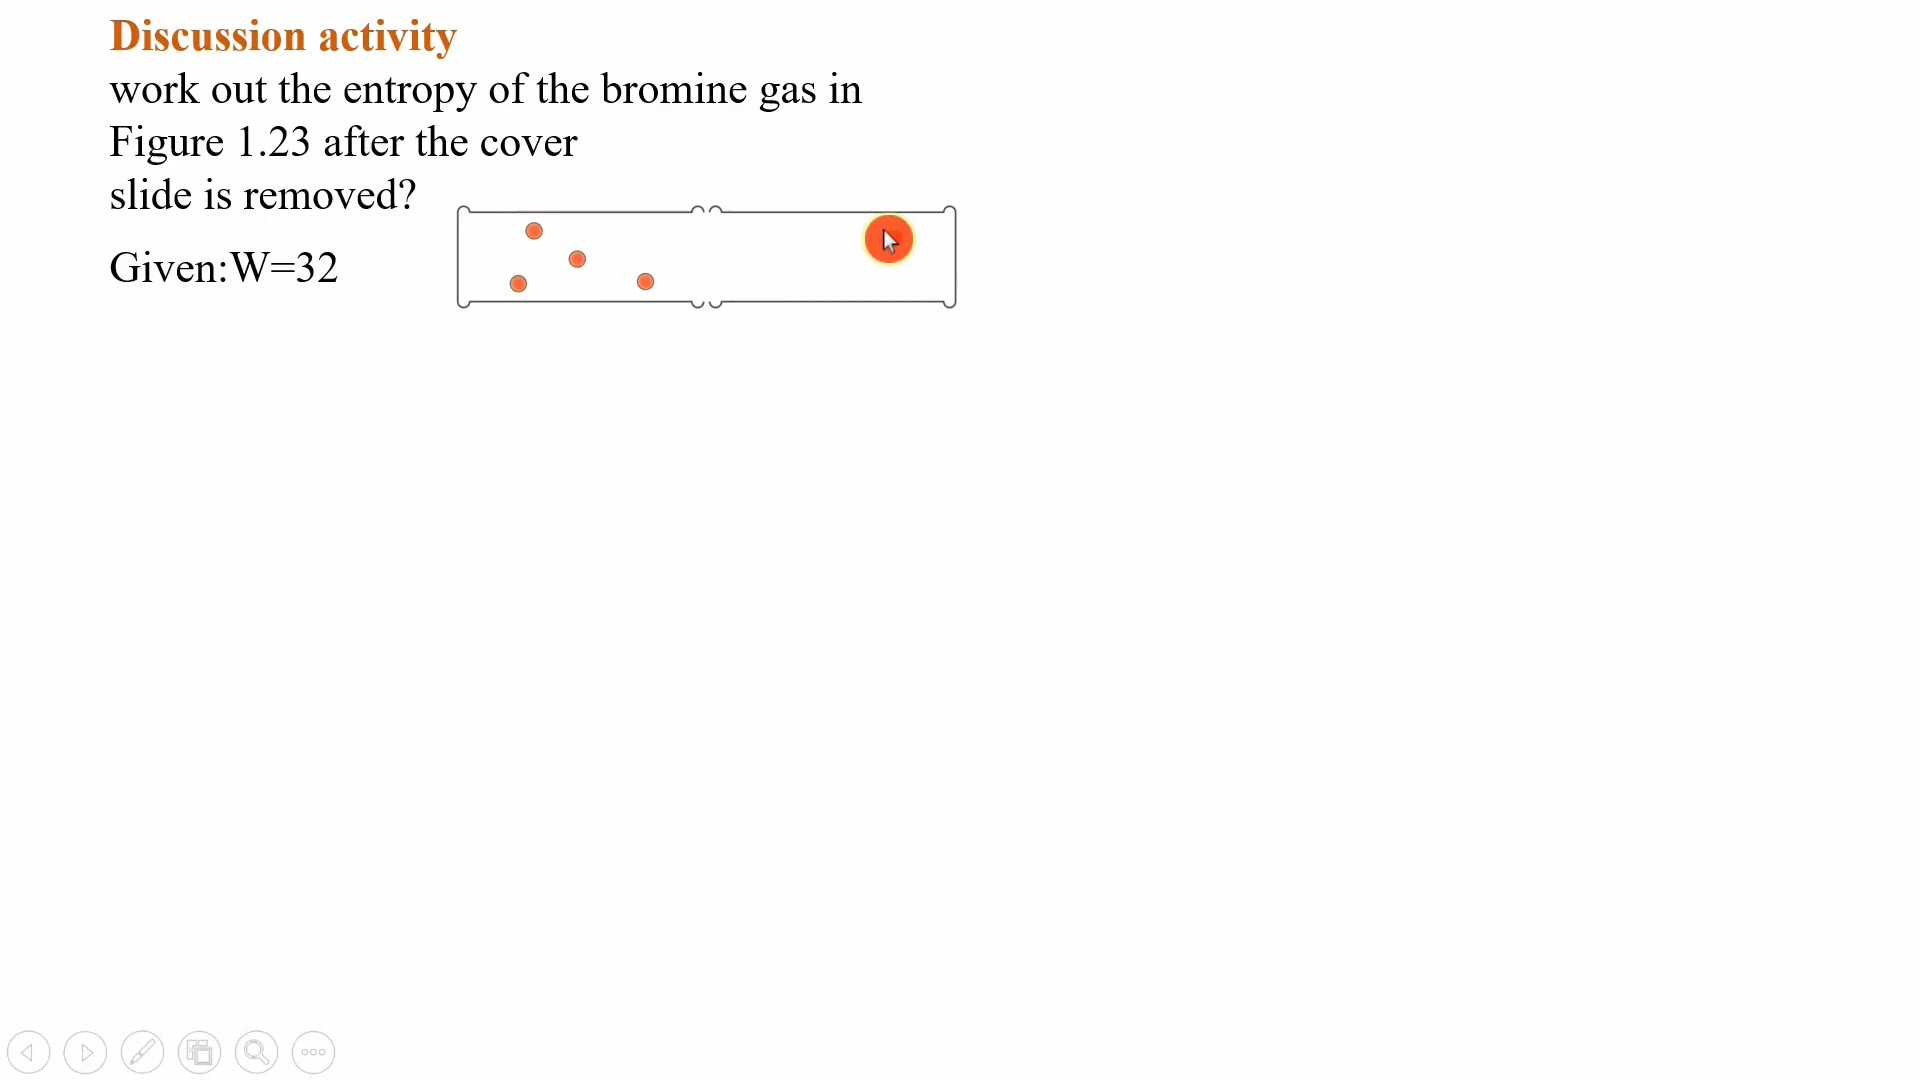 Discussion activity
work out the entropy of the bromine gas in
Figure 1.23 after the cover
slide is removed?
Given:W=32